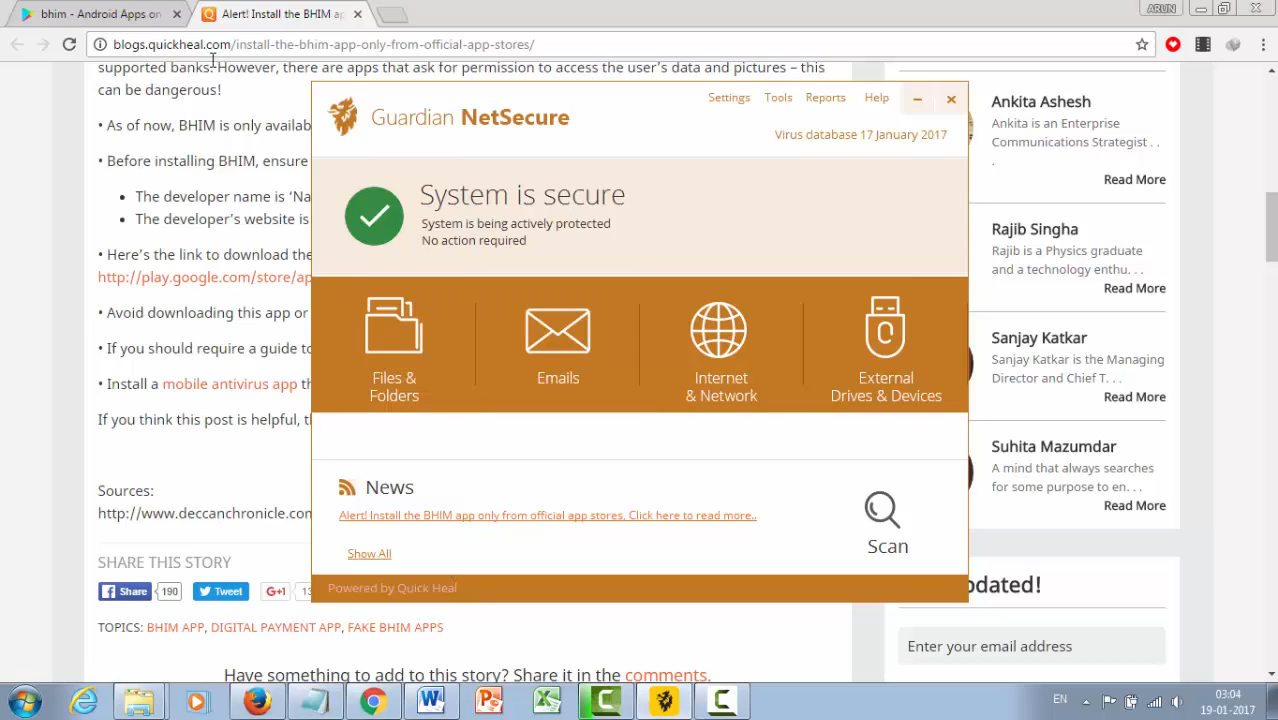 bhim - Android Apps on
Alert! Install the BHIM ap
ARUN
blogs.quickheal.com/install-the-bhim-app-only-from-official-app-stores/
supported banks. However, there are apps that ask for permission to access the user's data and pictures – this
can be dangerous!
• As of now, BHIM is only availab
• Before installing BHIM, ensure
• The developer name is 'Na
• The developer's website is
• Here's the link to download the
http://play.google.com/store/ap
• Avoid downloading this app or
• If you should require a guide to
• Install a mobile antivirus app th
If you think this post is helpful, th
Sources:
http://www.deccanchronicle.com
SHARE THIS STORY
Share 190 Tweet G+1 13
TOPICS: BHIM APP, DIGITAL PAYMENT APP, FAKE BHIM APPS
Have something to add to this story? Share it in the comments.
Guardian NetSecure
Settings Tools Reports Help
Virus database 17 January 2017
System is secure
System is being actively protected
No action required
Files &
Folders
Emails
Internet
& Network
External
Drives & Devices
News
Alert! Install the BHIM app only from official app stores. Click here to read more..
Show All
Scan
Powered by Quick Heal
Ankita Ashesh
Ankita is an Enterprise
Communications Strategist . .
.
Read More
Rajib Singha
Rajib is a Physics graduate
and a technology enthu. . .
Read More
Sanjay Katkar
Sanjay Katkar is the Managing
Director and Chief T. . .
Read More
Suhita Mazumdar
A mind that always searches
for some purpose to en. . .
Read More
pdated!
Enter your email address
EN
03:04
19-01-2017